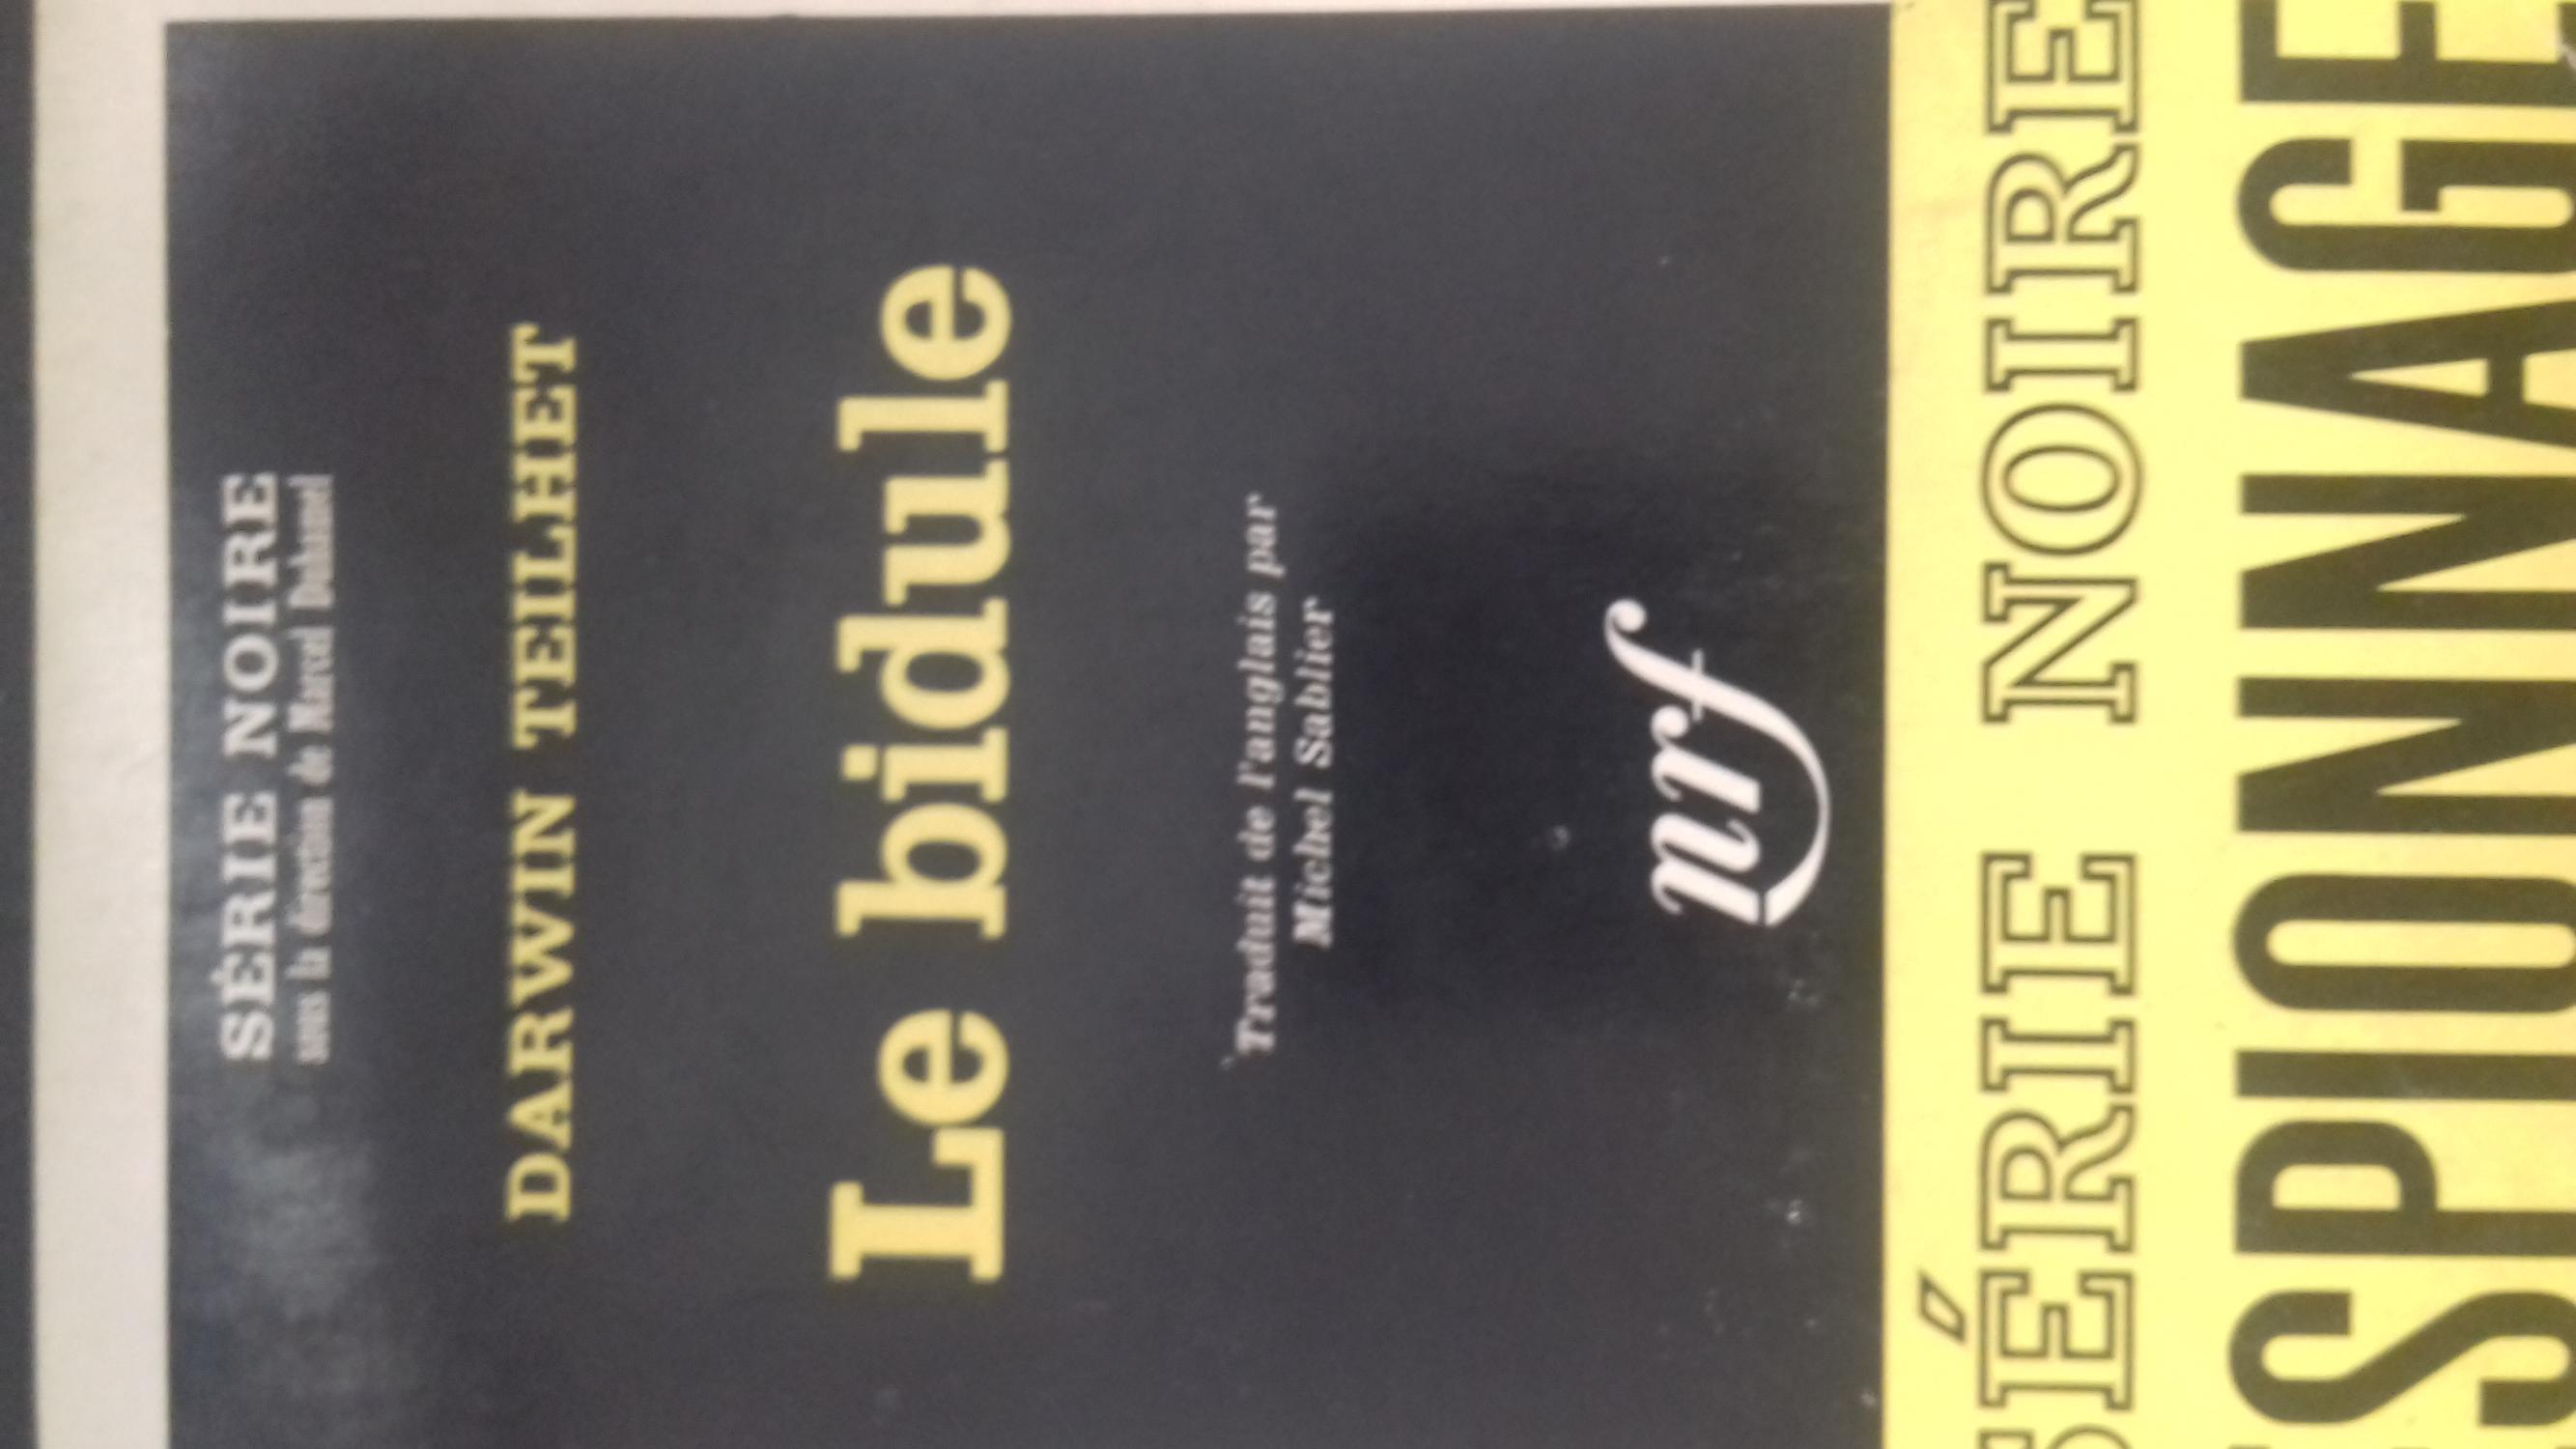 SÉRIE NOIRE
sous la direction de Marcel Duhamel
DARWIN TEILHET
Le bidule
Traduit de l'anglais par
Michel Sablier
nrf
SÉRIE NOIRE
SPIONNAGE